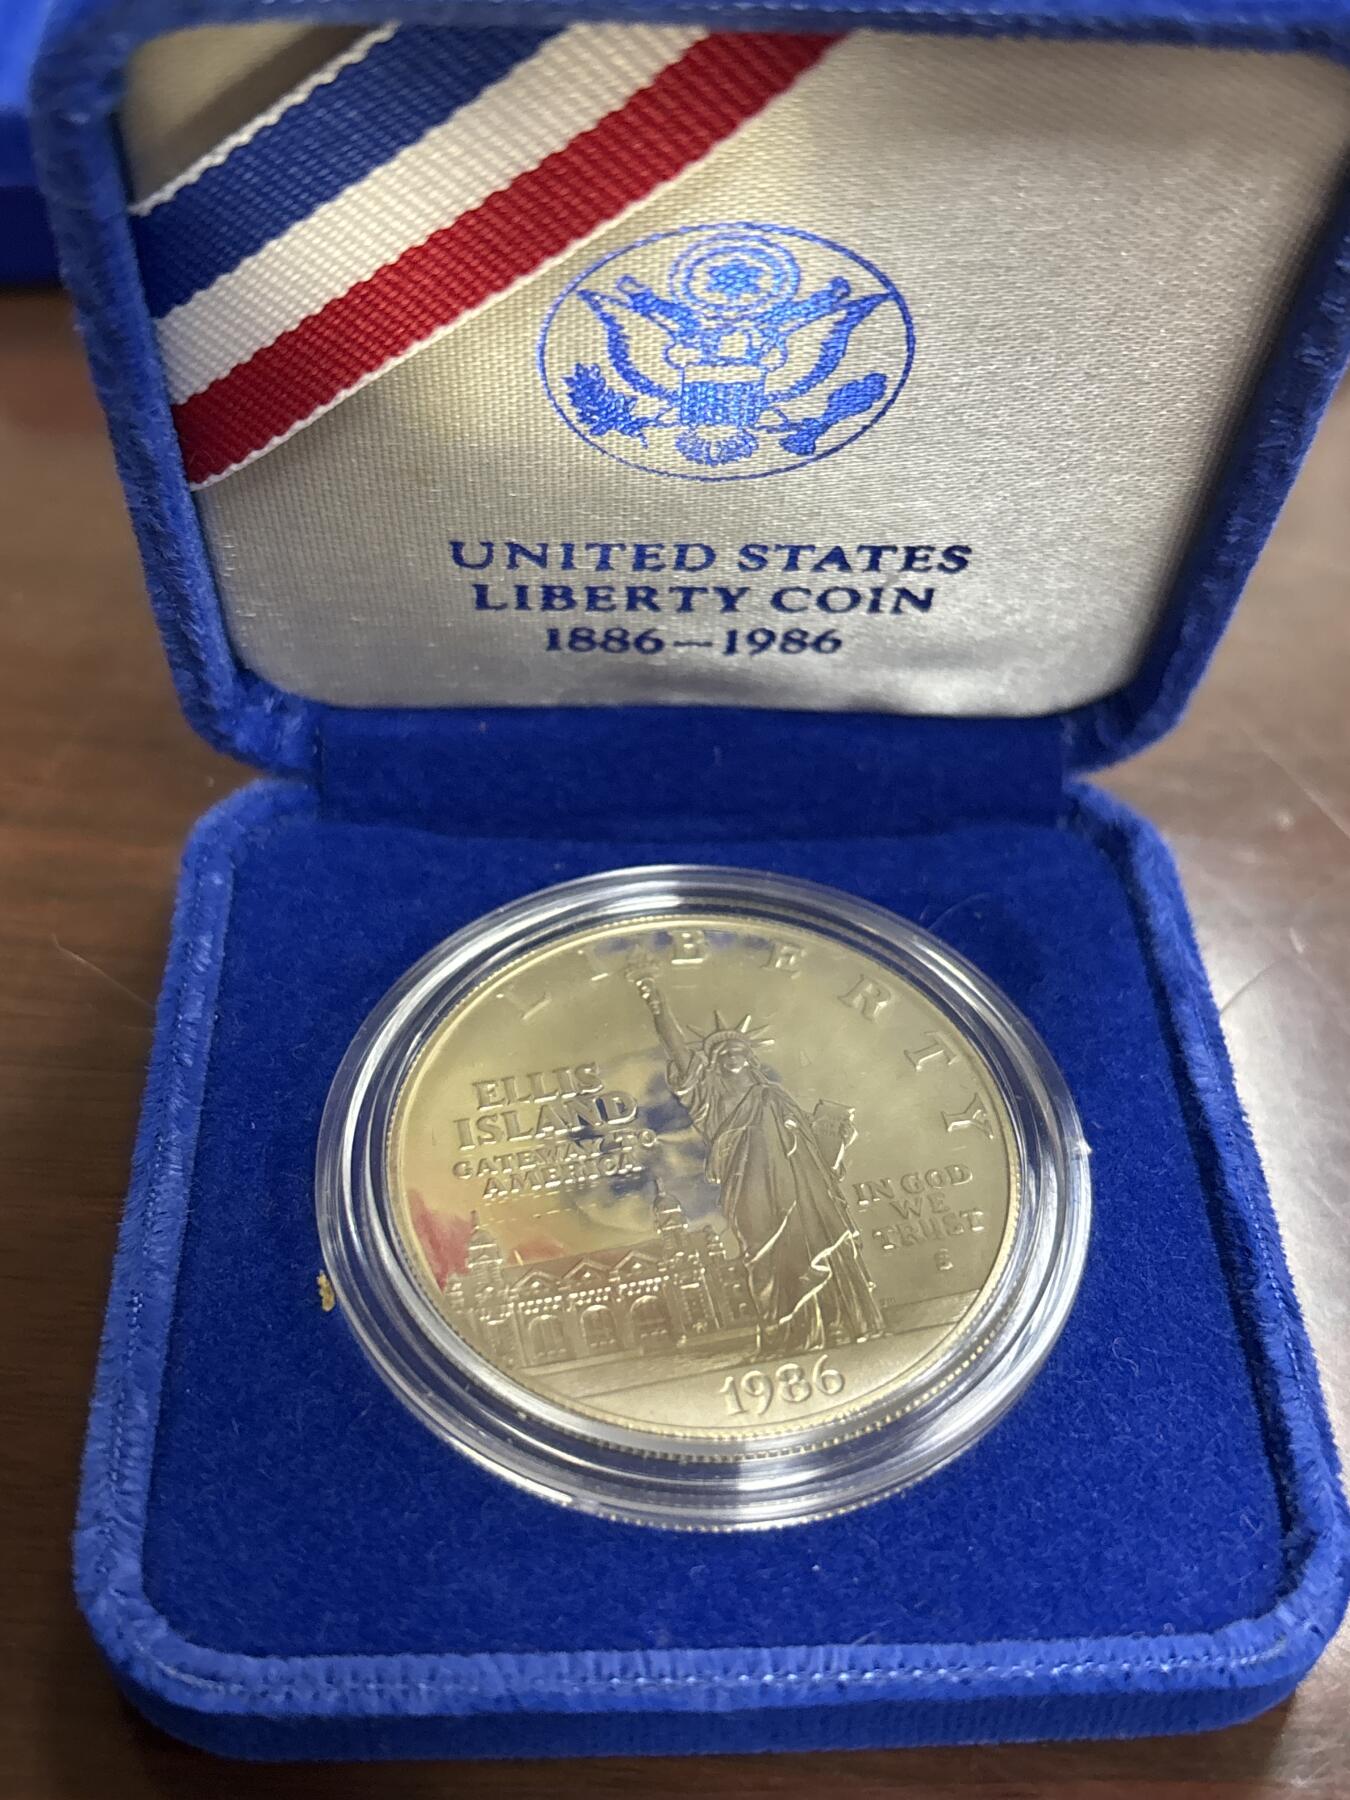 UNITED STATES
LIBERTY COIN
1886–1986
LIBERTY
ELLIS
ISLAND
GATEWAY TO
AMERICA
IN GOD
WE
TRUST
S
1986